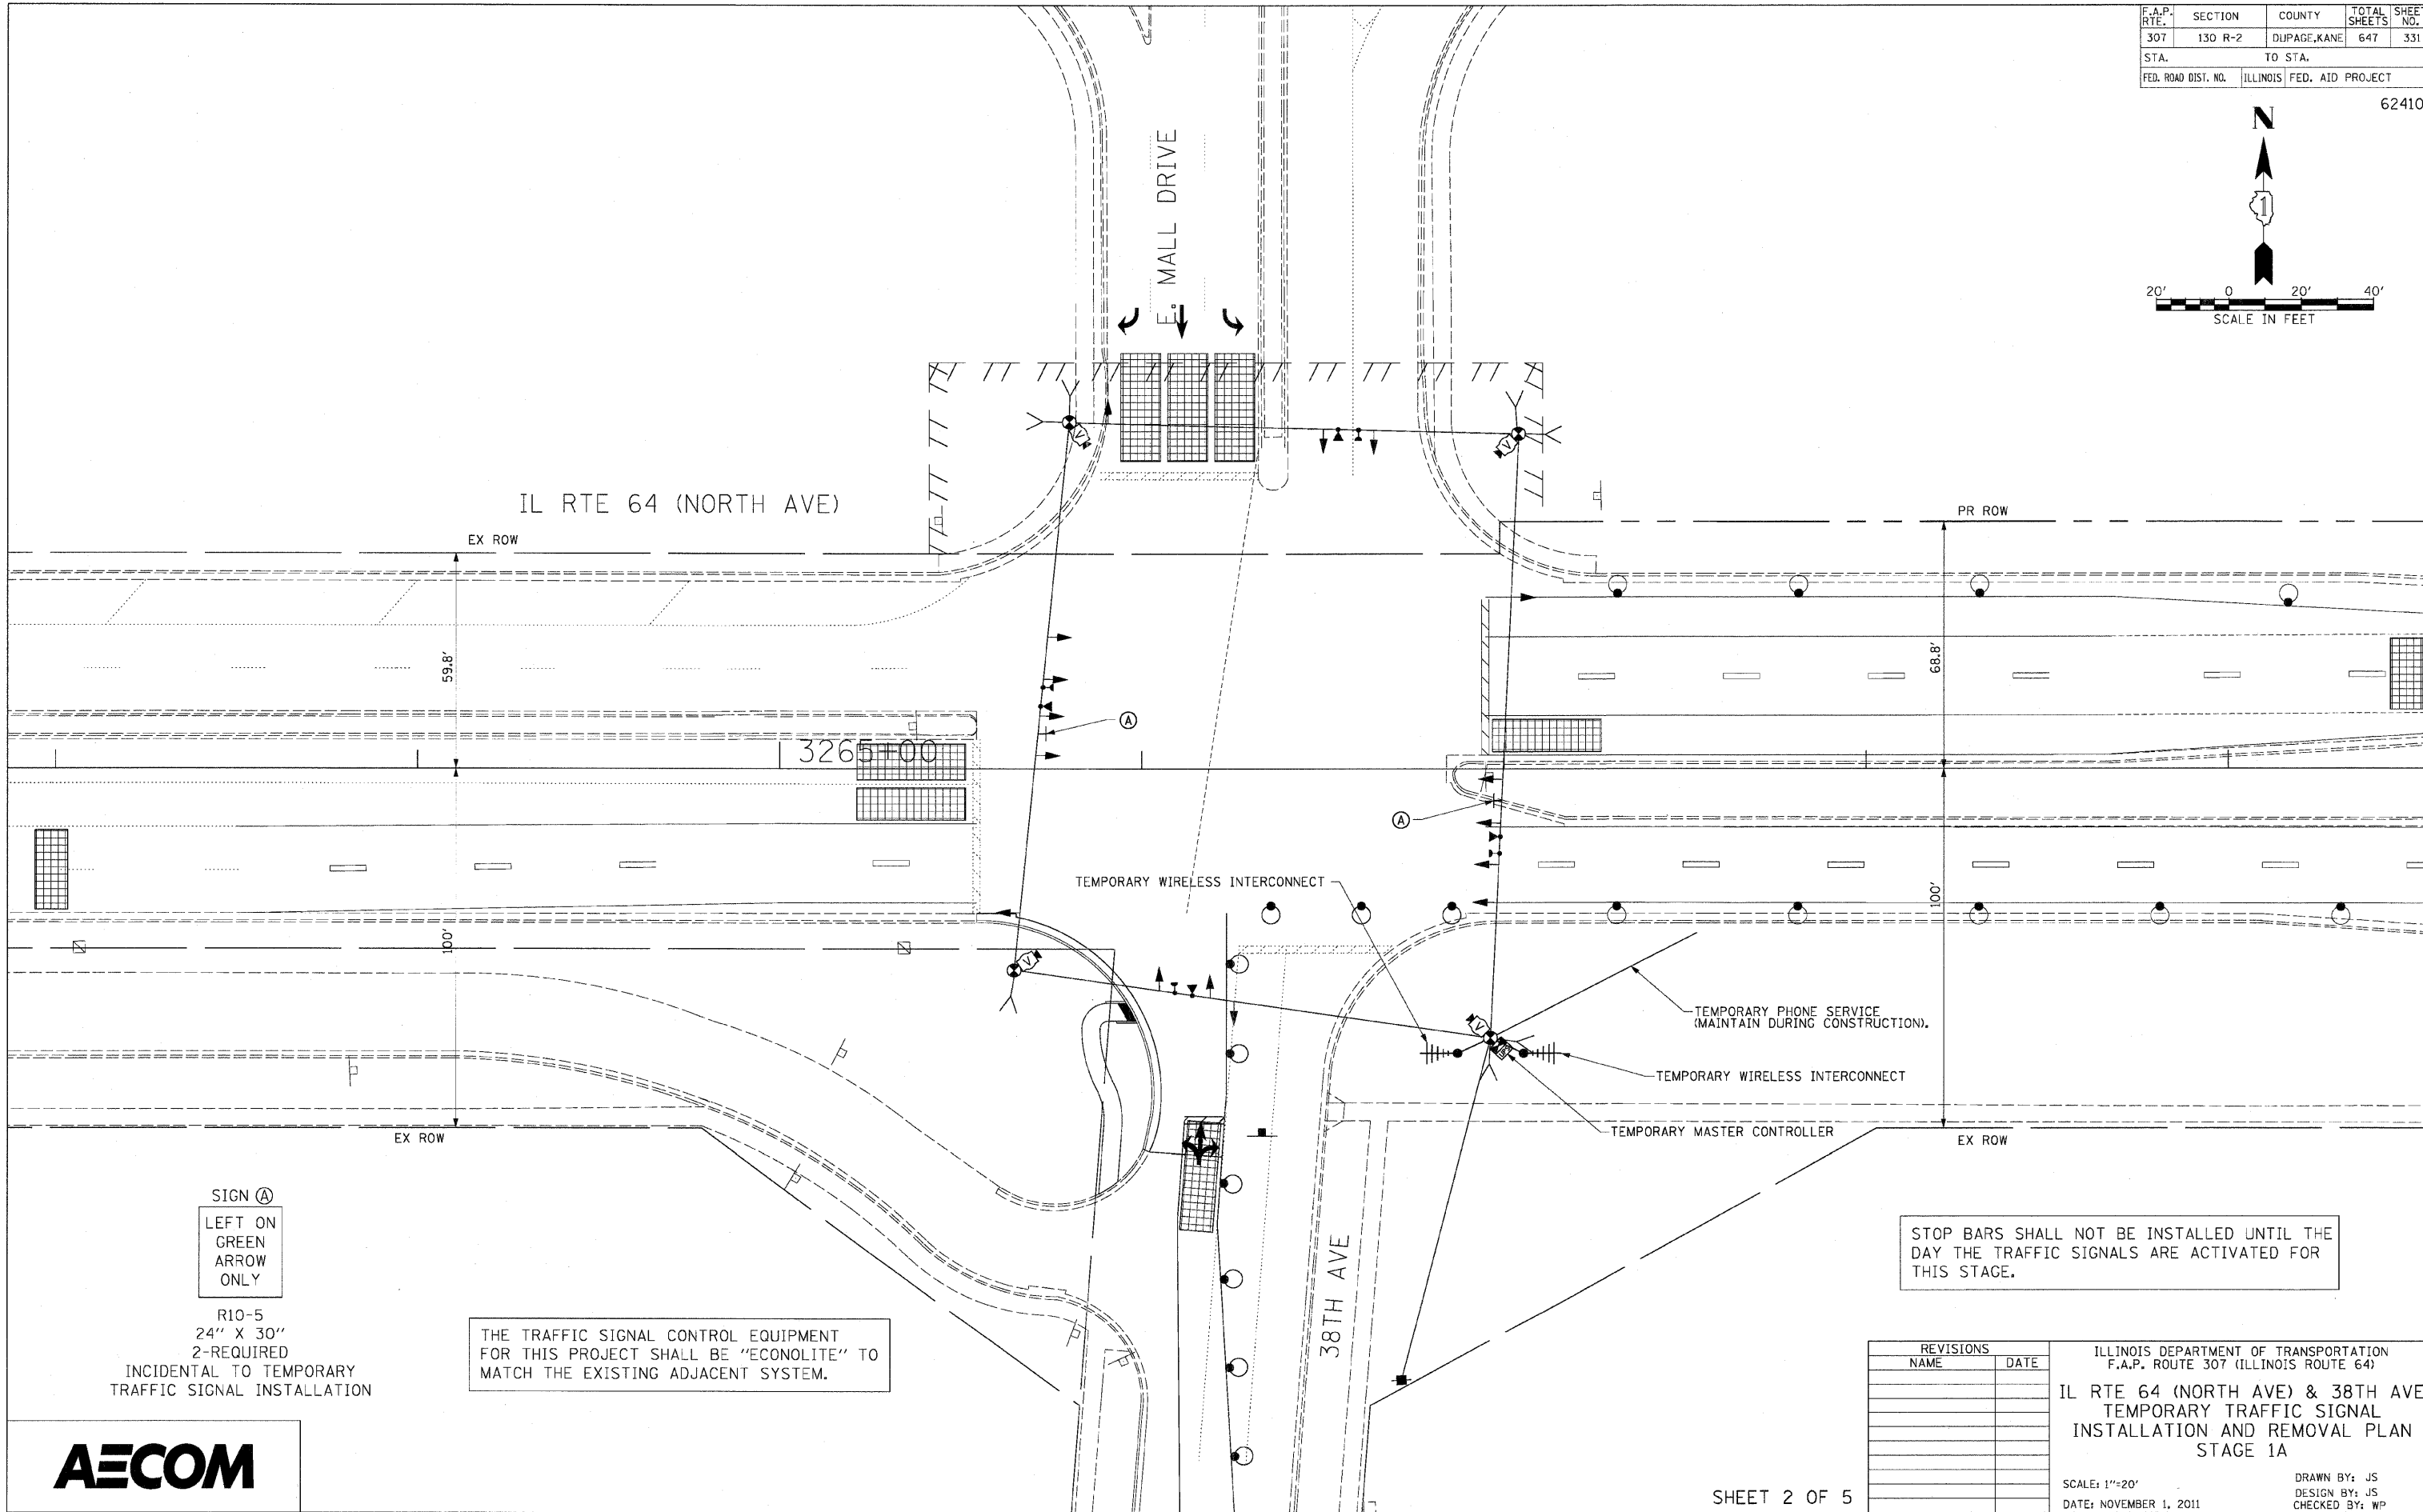 F.A.P. RTE. SECTION COUNTY TOTAL SHEETS SHEET NO.
307 130 R-2 DUPAGE,KANE 647 331
STA. TO STA.
FED. ROAD DIST. NO. ILLINOIS FED. AID PROJECT
62410
N
1
20' 0 20' 40'
SCALE IN FEET
E. MALL DRIVE
IL RTE 64 (NORTH AVE)
EX ROW
PR ROW
59.8'
68.8'
A
3265+00
A
TEMPORARY WIRELESS INTERCONNECT
100'
100'
V
V
V
V
TEMPORARY PHONE SERVICE
(MAINTAIN DURING CONSTRUCTION).
TEMPORARY WIRELESS INTERCONNECT
TEMPORARY MASTER CONTROLLER
EX ROW
EX ROW
38TH AVE
SIGN A
LEFT ON
GREEN
ARROW
ONLY
R10-5
24" X 30"
2-REQUIRED
INCIDENTAL TO TEMPORARY
TRAFFIC SIGNAL INSTALLATION
THE TRAFFIC SIGNAL CONTROL EQUIPMENT
FOR THIS PROJECT SHALL BE "ECONOLITE" TO
MATCH THE EXISTING ADJACENT SYSTEM.
STOP BARS SHALL NOT BE INSTALLED UNTIL THE
DAY THE TRAFFIC SIGNALS ARE ACTIVATED FOR
THIS STAGE.
AECOM
SHEET 2 OF 5
REVISIONS
NAME DATE
ILLINOIS DEPARTMENT OF TRANSPORTATION
F.A.P. ROUTE 307 (ILLINOIS ROUTE 64)
IL RTE 64 (NORTH AVE) & 38TH AVE
TEMPORARY TRAFFIC SIGNAL
INSTALLATION AND REMOVAL PLAN
STAGE 1A
SCALE: 1"=20'
DATE: NOVEMBER 1, 2011
DRAWN BY: JS
DESIGN BY: JS
CHECKED BY: WP